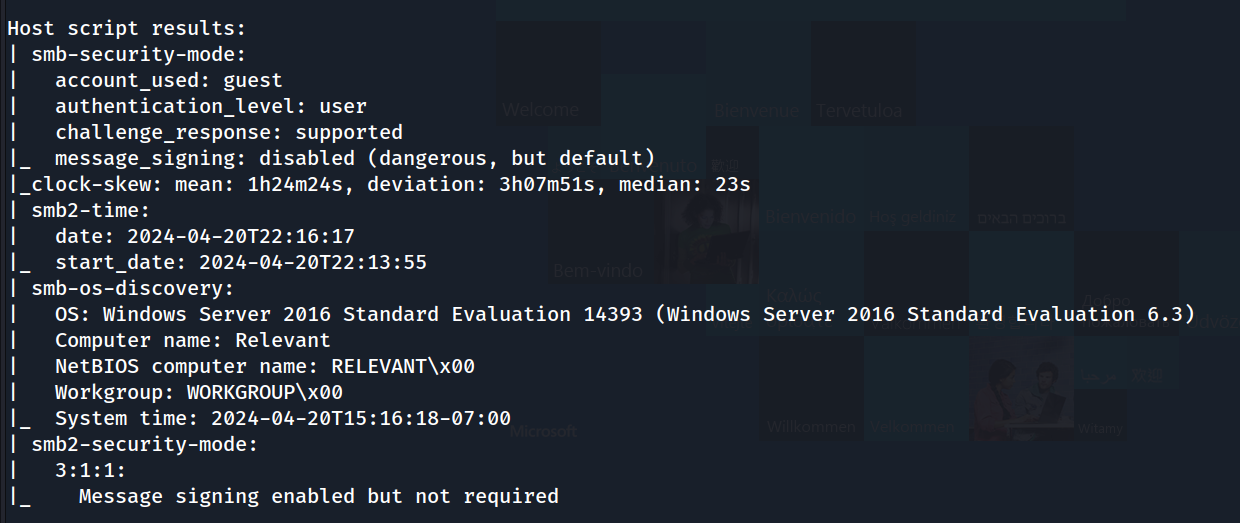 Host script results:
| smb-security-mode:
|   account_used: guest
|   authentication_level: user
|   challenge_response: supported
|_  message_signing: disabled (dangerous, but default)
|_clock-skew: mean: 1h24m24s, deviation: 3h07m51s, median: 23s
| smb2-time:
|   date: 2024-04-20T22:16:17
|_  start_date: 2024-04-20T22:13:55
| smb-os-discovery:
|   OS: Windows Server 2016 Standard Evaluation 14393 (Windows Server 2016 Standard Evaluation 6.3)
|   Computer name: Relevant
|   NetBIOS computer name: RELEVANT\x00
|   Workgroup: WORKGROUP\x00
|_  System time: 2024-04-20T15:16:18-07:00
| smb2-security-mode:
|   3:1:1:
|_    Message signing enabled but not required
Welcome
Bienvenue
Tervetuloa
Bienvenido
Hoş geldiniz
ברוכים הבאים
Bem-vindo
Καλώς
Добро
Microsoft
Willkommen
Velkommen
Witamy